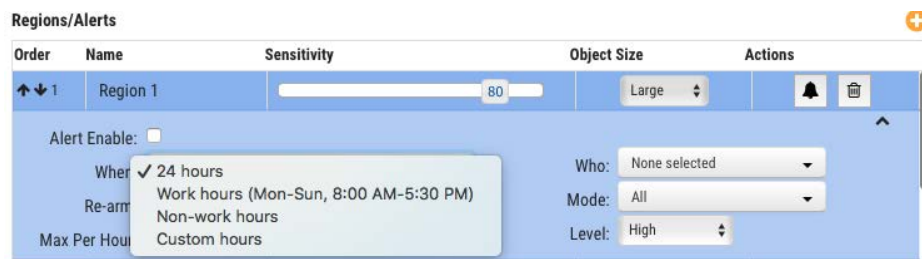 Regions/Alerts
Order Name Sensitivity Object Size Actions
1 Region 1 80 Large
Alert Enable:
When ✓ 24 hours Who: None selected
Work hours (Mon-Sun, 8:00 AM-5:30 PM)
Re-arm Mode: All
Non-work hours
Max Per Hour Custom hours Level: High